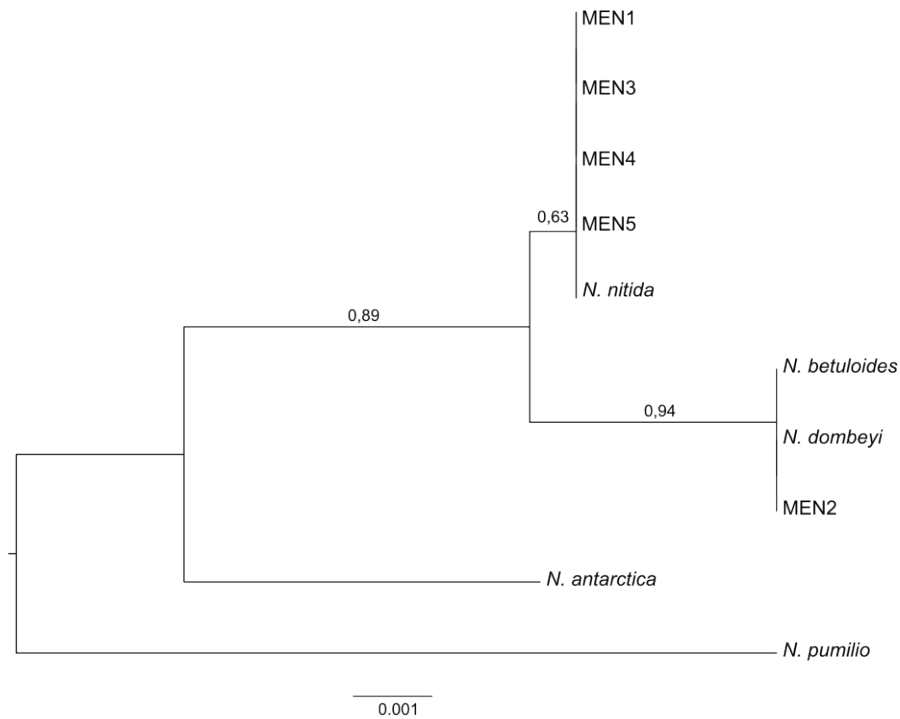 MEN1
MEN3
MEN4
0,63
MEN5
N. nitida
0,89
N. betuloides
0,94
N. dombeyi
MEN2
N. antarctica
N. pumilio
0.001